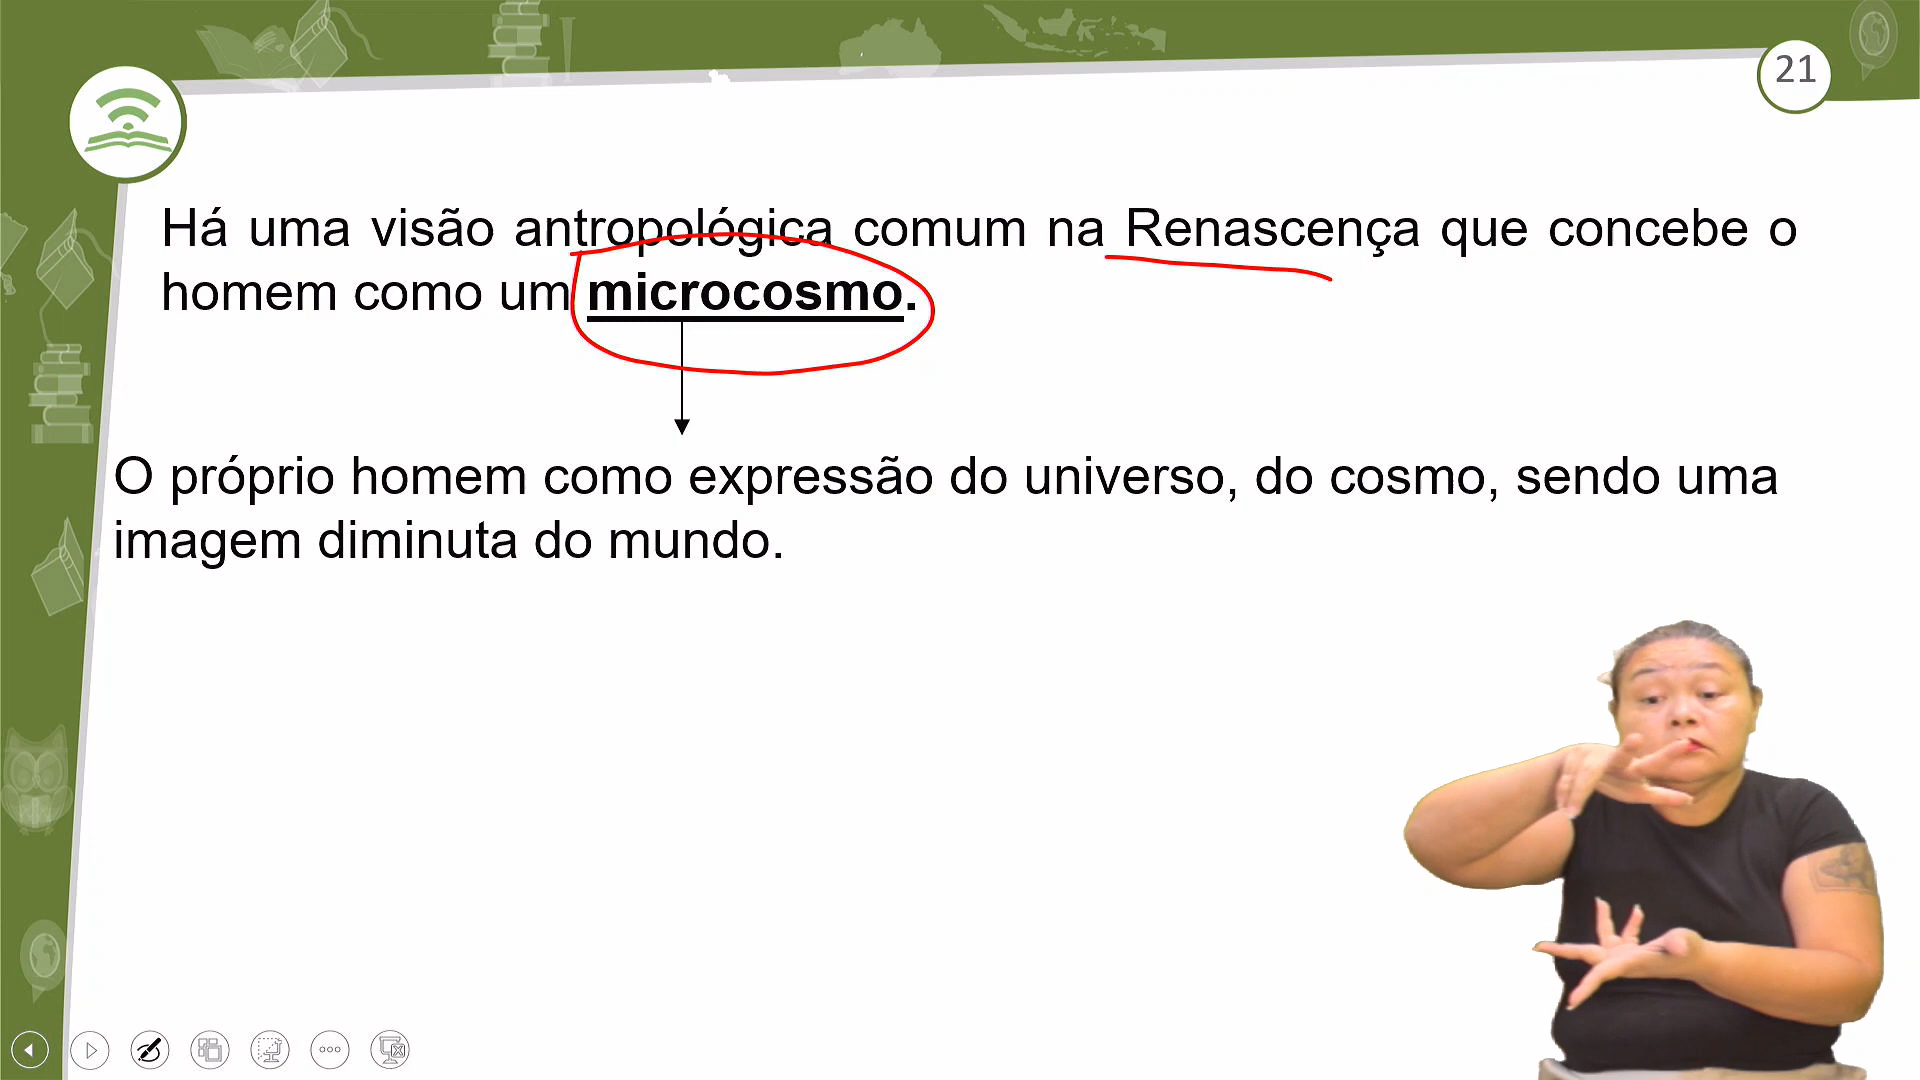 21
Há uma visão antropológica comum na Renascença que concebe o
homem como um microcosmo.
O próprio homem como expressão do universo, do cosmo, sendo uma
imagem diminuta do mundo.